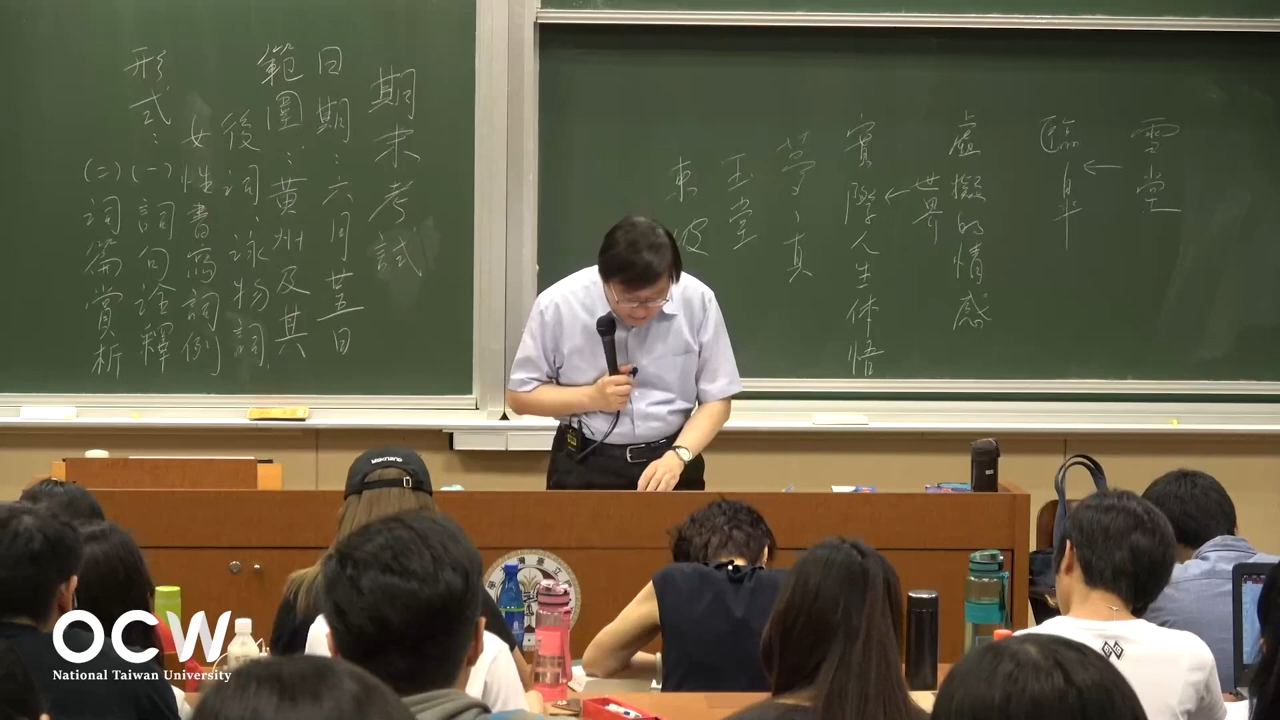 期末考試
日期：六月廿五日
範圍：黃州及其
後詞、詠物詞、
女性書寫詞例
形式：(一)詞句詮釋
(二)詞篇賞析
雪堂
臨皋
←
虛擬的情感
世界
←
實際人生体悟
夢、真
玉堂
東坡
OCW
National Taiwan University